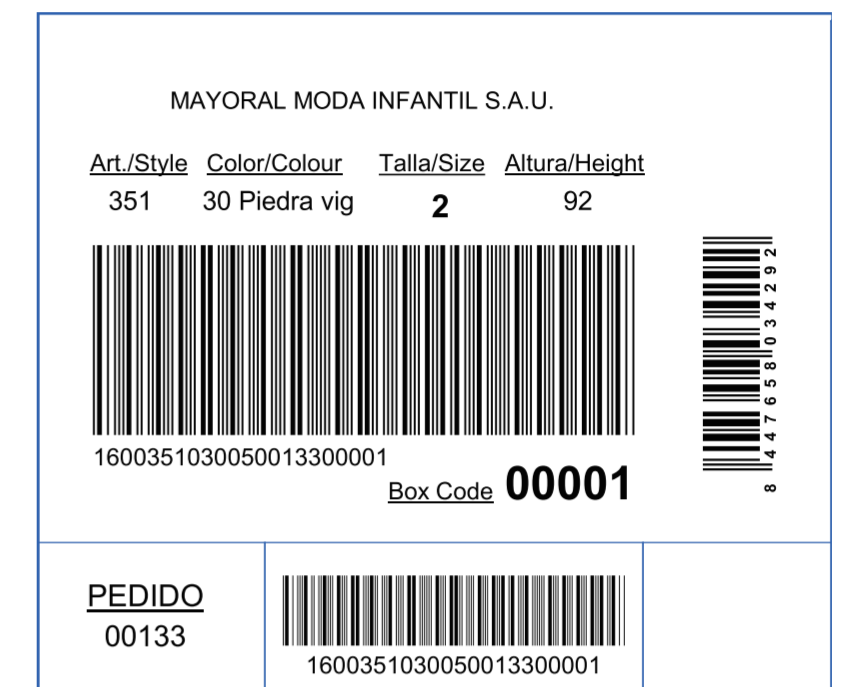 MAYORAL MODA INFANTIL S.A.U.
Art./Style Color/Colour Talla/Size Altura/Height
351 30 Piedra vig 2 92
1600351030050013300001
Box Code 00001
8 447658 034292
PEDIDO
00133
1600351030050013300001